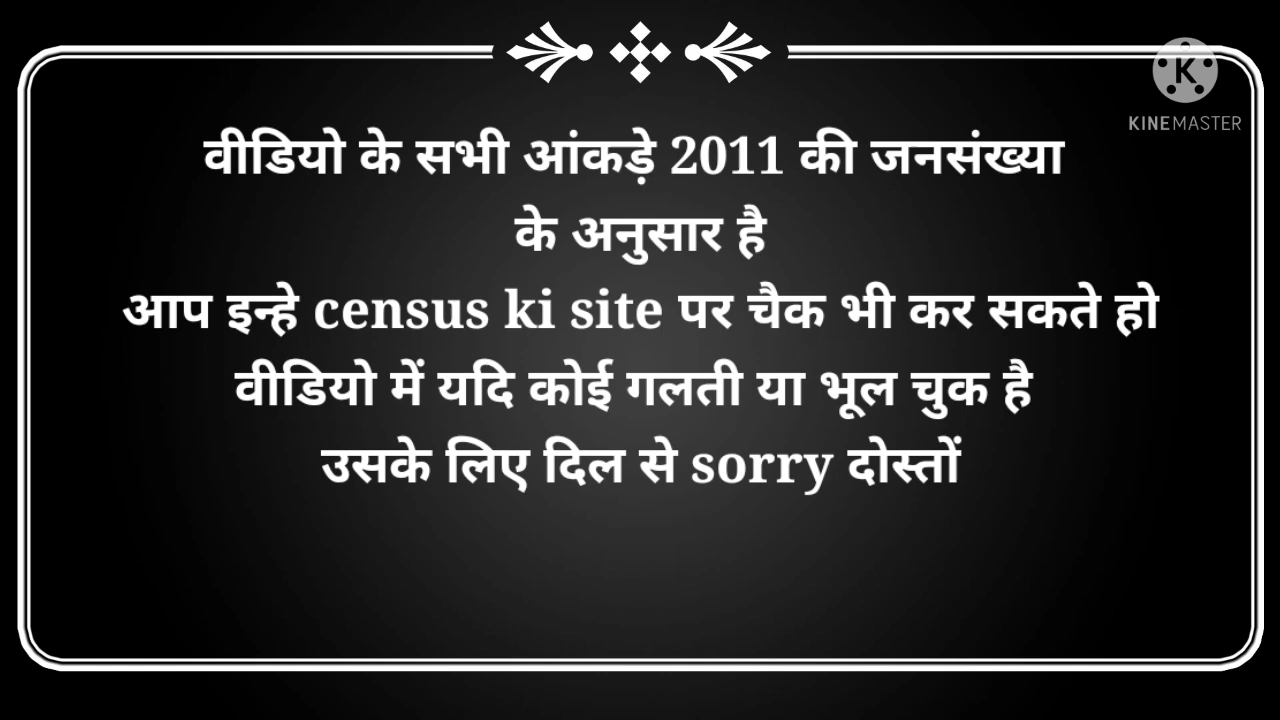 वीडियो के सभी आंकड़े 2011 की जनसंख्या
के अनुसार है
आप इन्हे census ki site पर चैक भी कर सकते हो
वीडियो में यदि कोई गलती या भूल चुक है
उसके लिए दिल से sorry दोस्तों
K
KINEMASTER